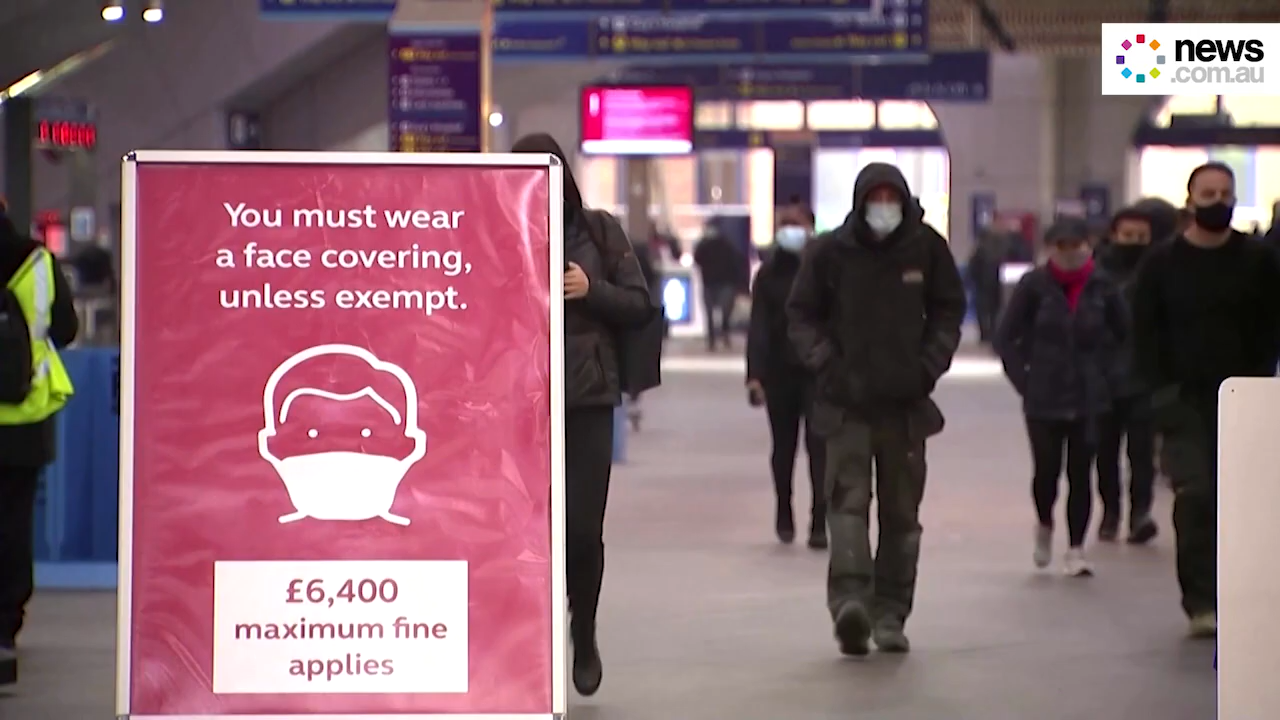 news
.com.au
You must wear
a face covering,
unless exempt.
£6,400
maximum fine
applies